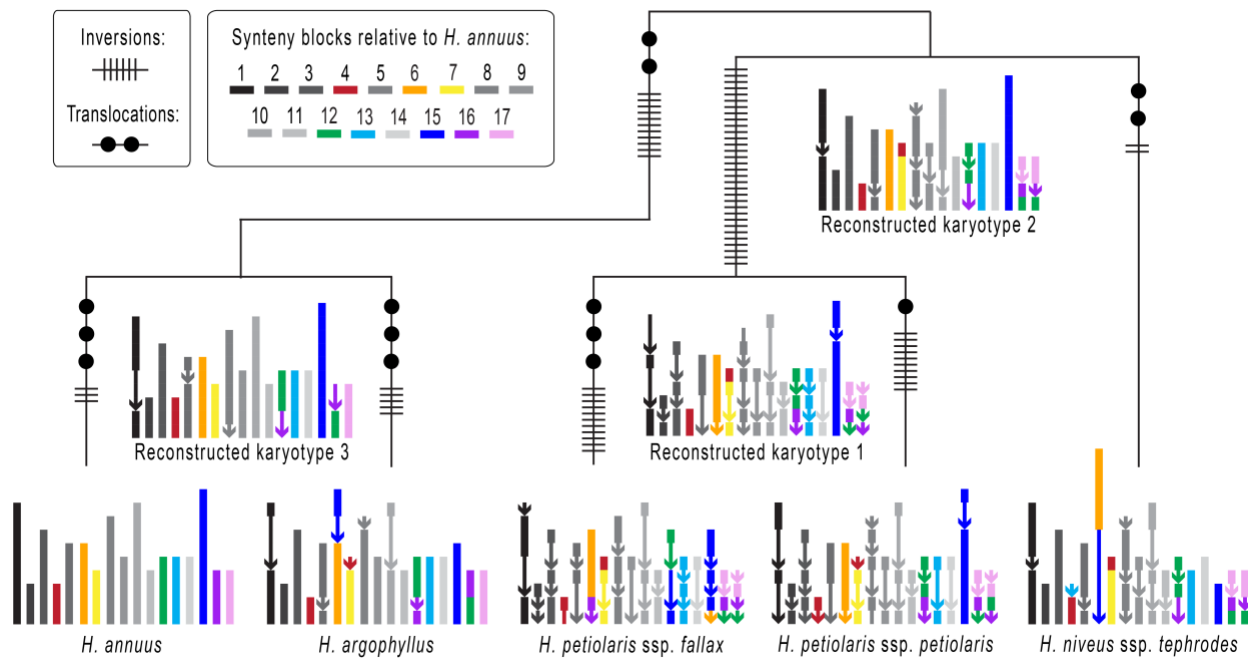 Inversions:
Translocations:
Synteny blocks relative to H. annuus:
1 2 3 4 5 6 7 8 9
10 11 12 13 14 15 16 17
Reconstructed karyotype 2
Reconstructed karyotype 3
Reconstructed karyotype 1
H. annuus
H. argophyllus
H. petiolaris ssp. fallax
H. petiolaris ssp. petiolaris
H. niveus ssp. tephrodes